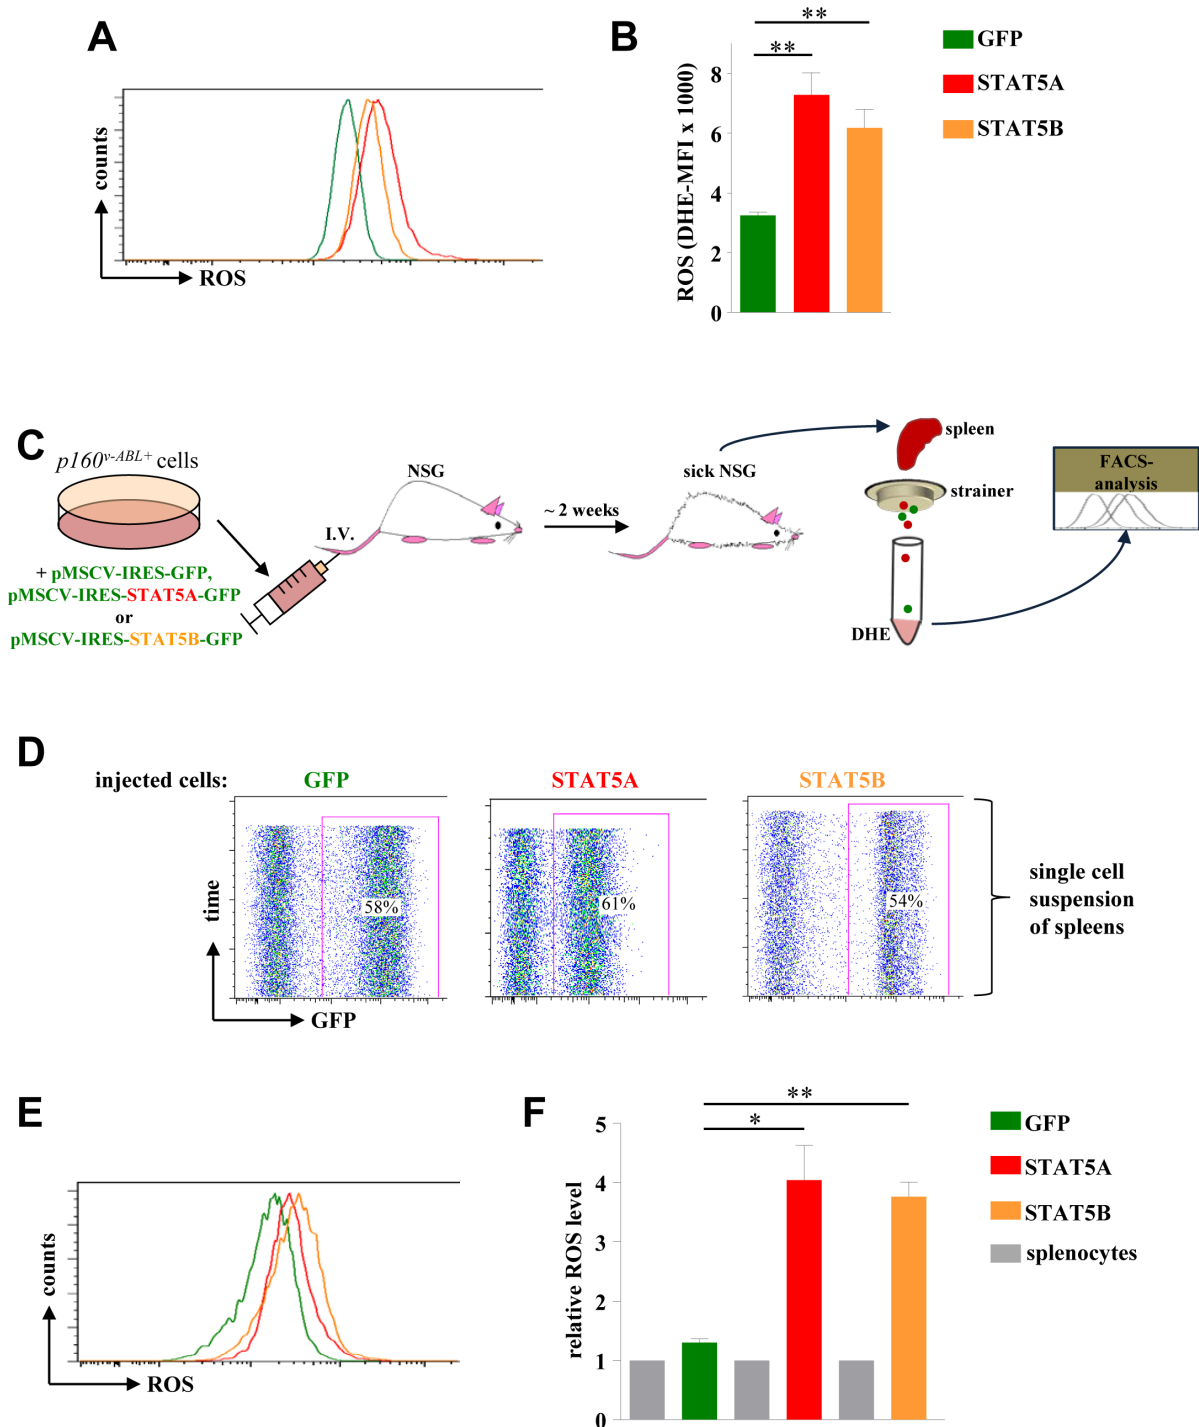 A
counts
ROS
B
**
**
ROS (DHE-MFI x 1000)
8
6
4
2
0
GFP
STAT5A
STAT5B
C
p160v-ABL+ cells
+ pMSCV-IRES-GFP,
pMSCV-IRES-STAT5A-GFP
or
pMSCV-IRES-STAT5B-GFP
I.V.
NSG
~ 2 weeks
sick NSG
spleen
strainer
DHE
FACS-
analysis
D
injected cells:
GFP
STAT5A
STAT5B
time
58%
61%
54%
GFP
single cell
suspension
of spleens
E
counts
ROS
F
**
*
relative ROS level
5
4
3
2
1
0
GFP
STAT5A
STAT5B
splenocytes